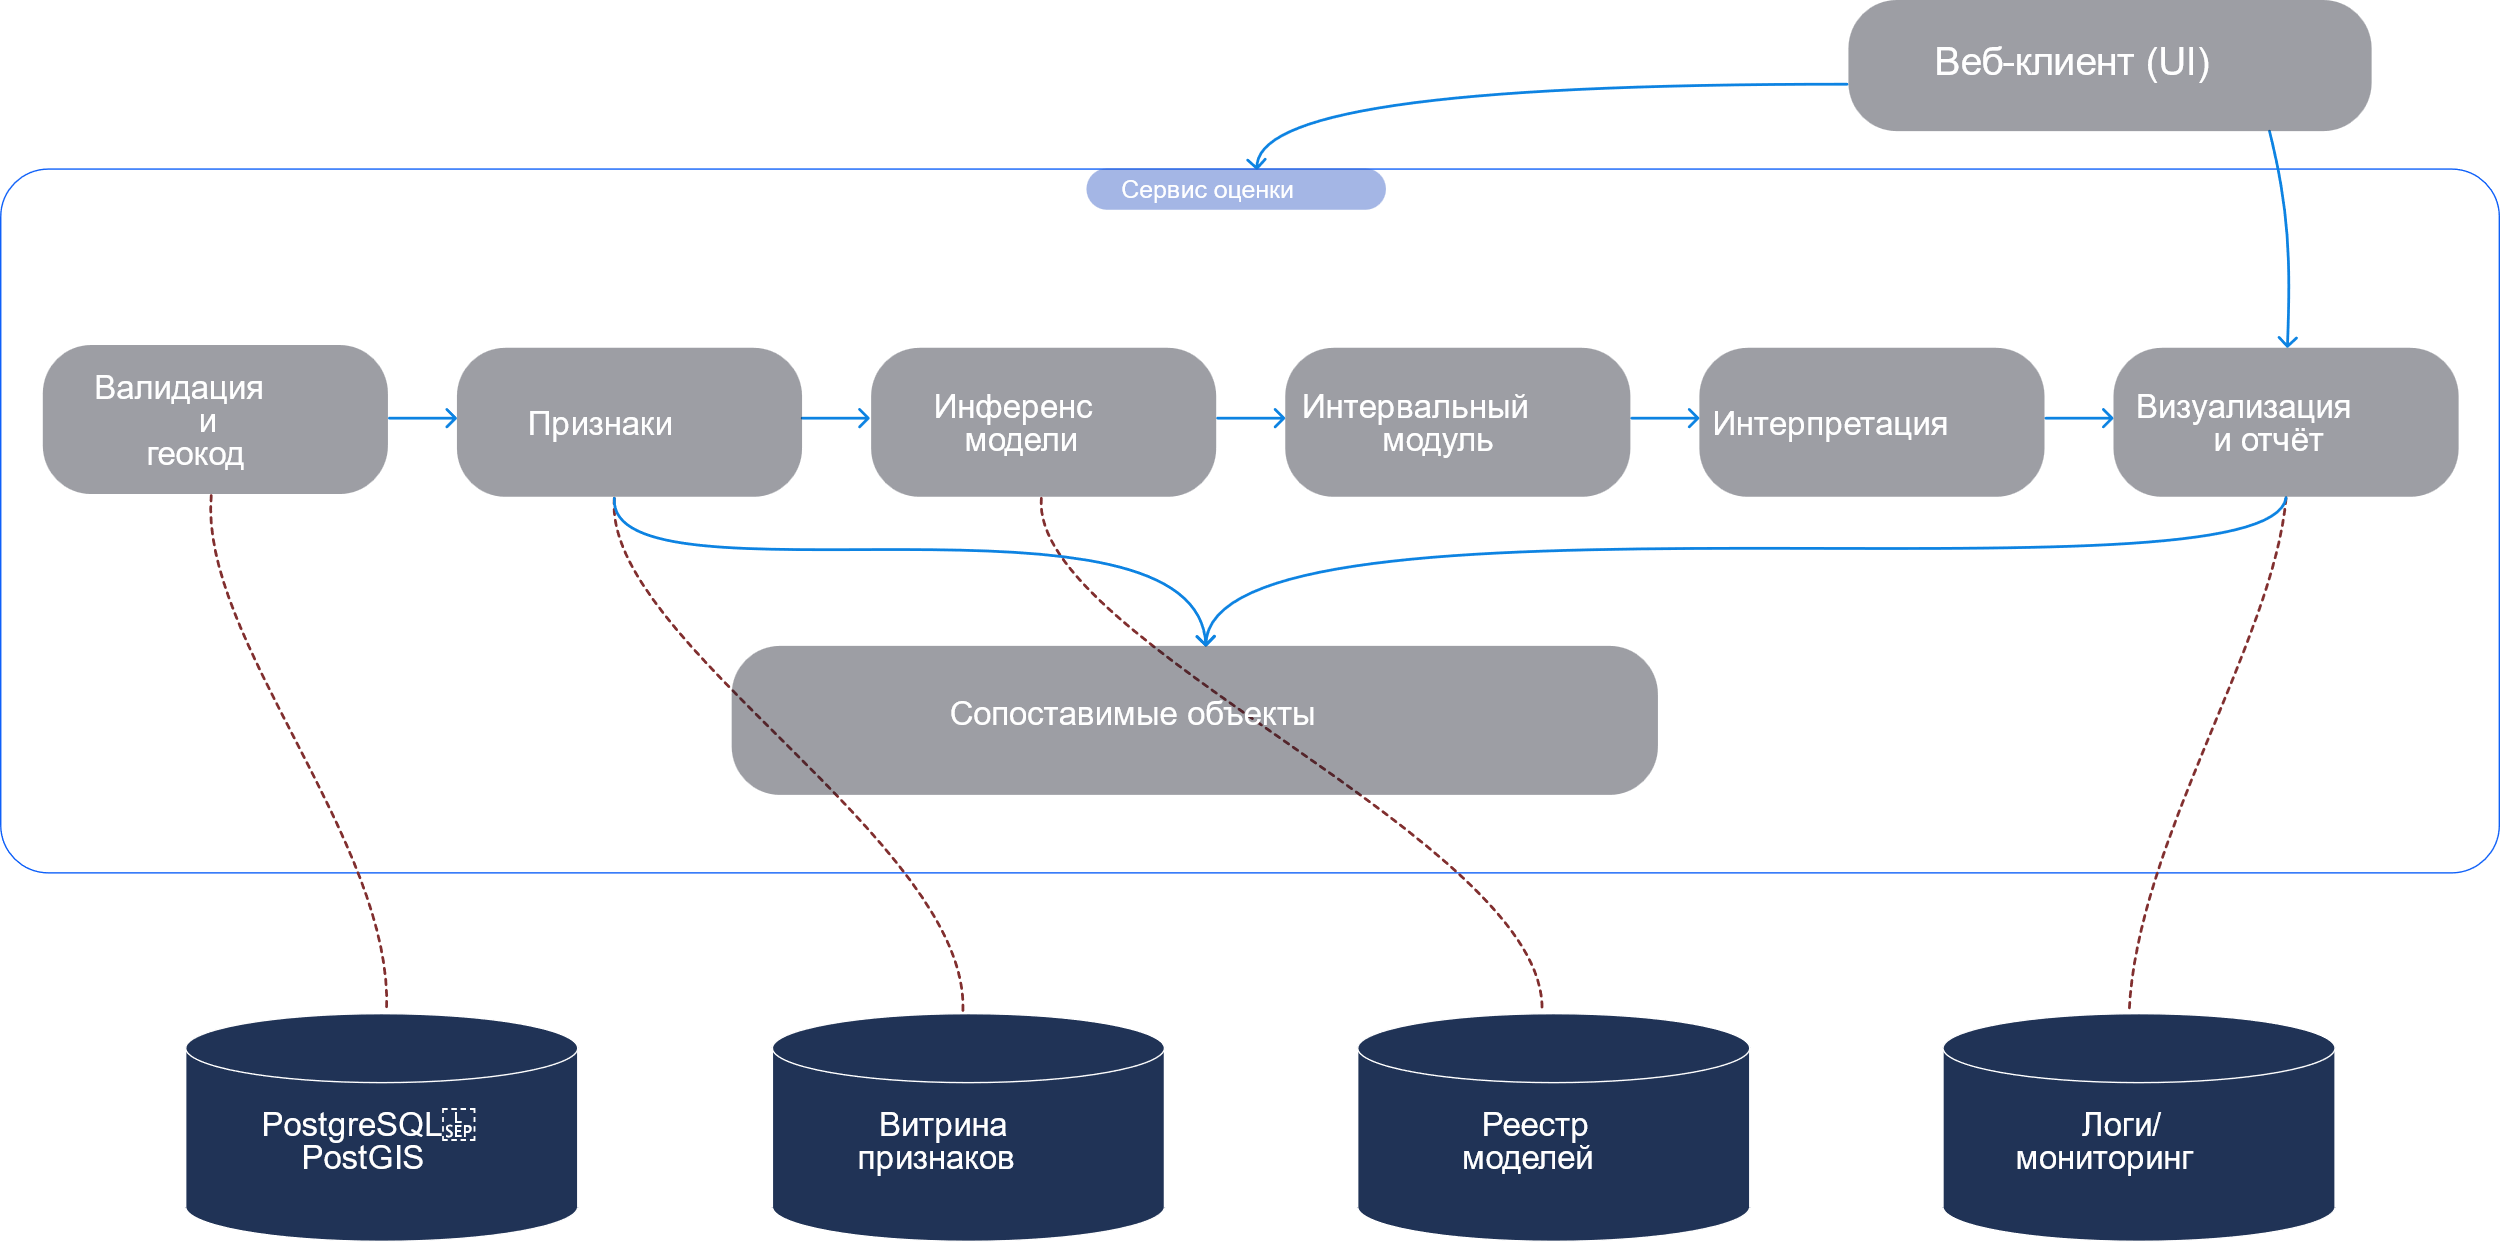 Веб-клиент (UI)
Сервис оценки
Валидация
и
геокод
Признаки
Инференс
модели
Интервальный
модуль
Интерпретация
Визуализация
и отчёт
Сопоставимые объекты
PostgreSQL
PostGIS
Витрина
признаков
Реестр
моделей
Логи/
мониторинг